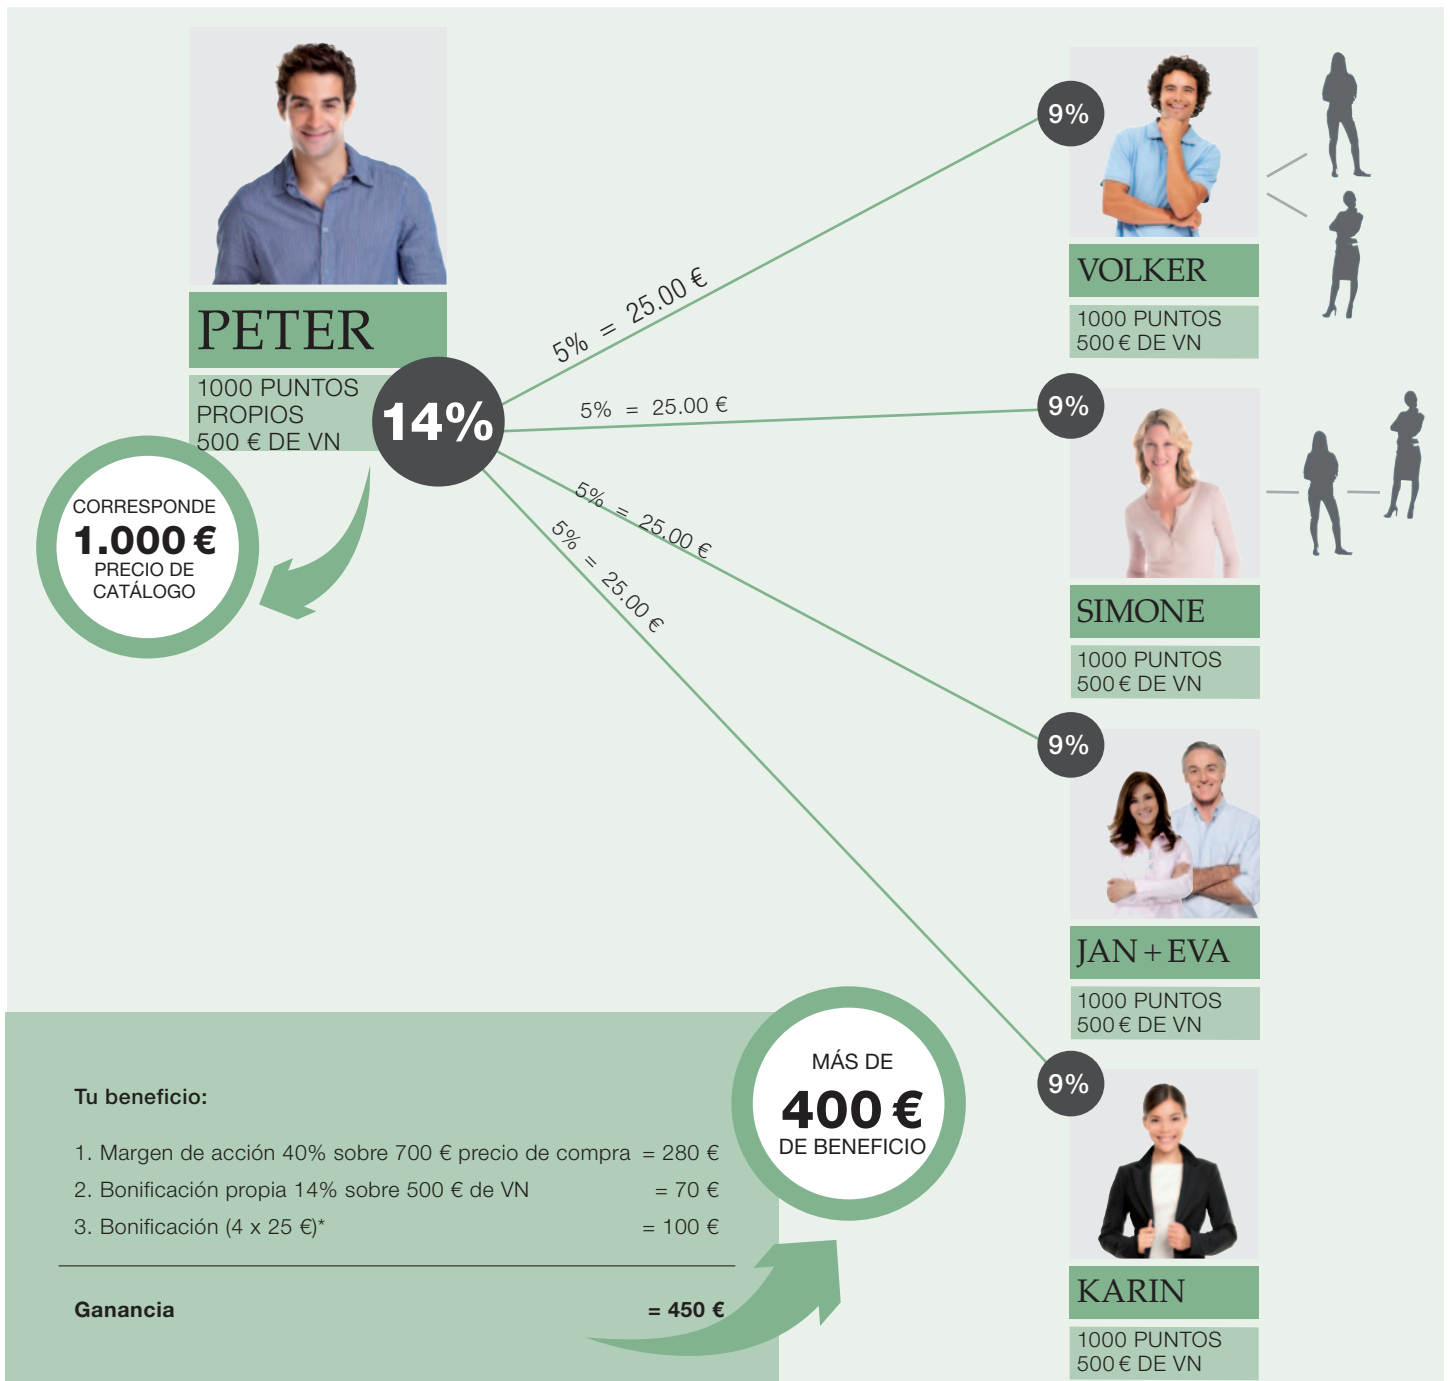 PETER
1000 PUNTOS
PROPIOS
500 € DE VN
14%
CORRESPONDE
1.000 €
PRECIO DE
CATÁLOGO
5% = 25.00 €
5% = 25.00 €
5% = 25.00 €
5% = 25.00 €
9%
VOLKER
1000 PUNTOS
500 € DE VN
9%
SIMONE
1000 PUNTOS
500 € DE VN
9%
JAN + EVA
1000 PUNTOS
500 € DE VN
9%
KARIN
1000 PUNTOS
500 € DE VN
Tu beneficio:
1. Margen de acción 40% sobre 700 € precio de compra = 280 €
2. Bonificación propia 14% sobre 500 € de VN = 70 €
3. Bonificación (4 x 25 €)* = 100 €
Ganancia = 450 €
MÁS DE
400 €
DE BENEFICIO